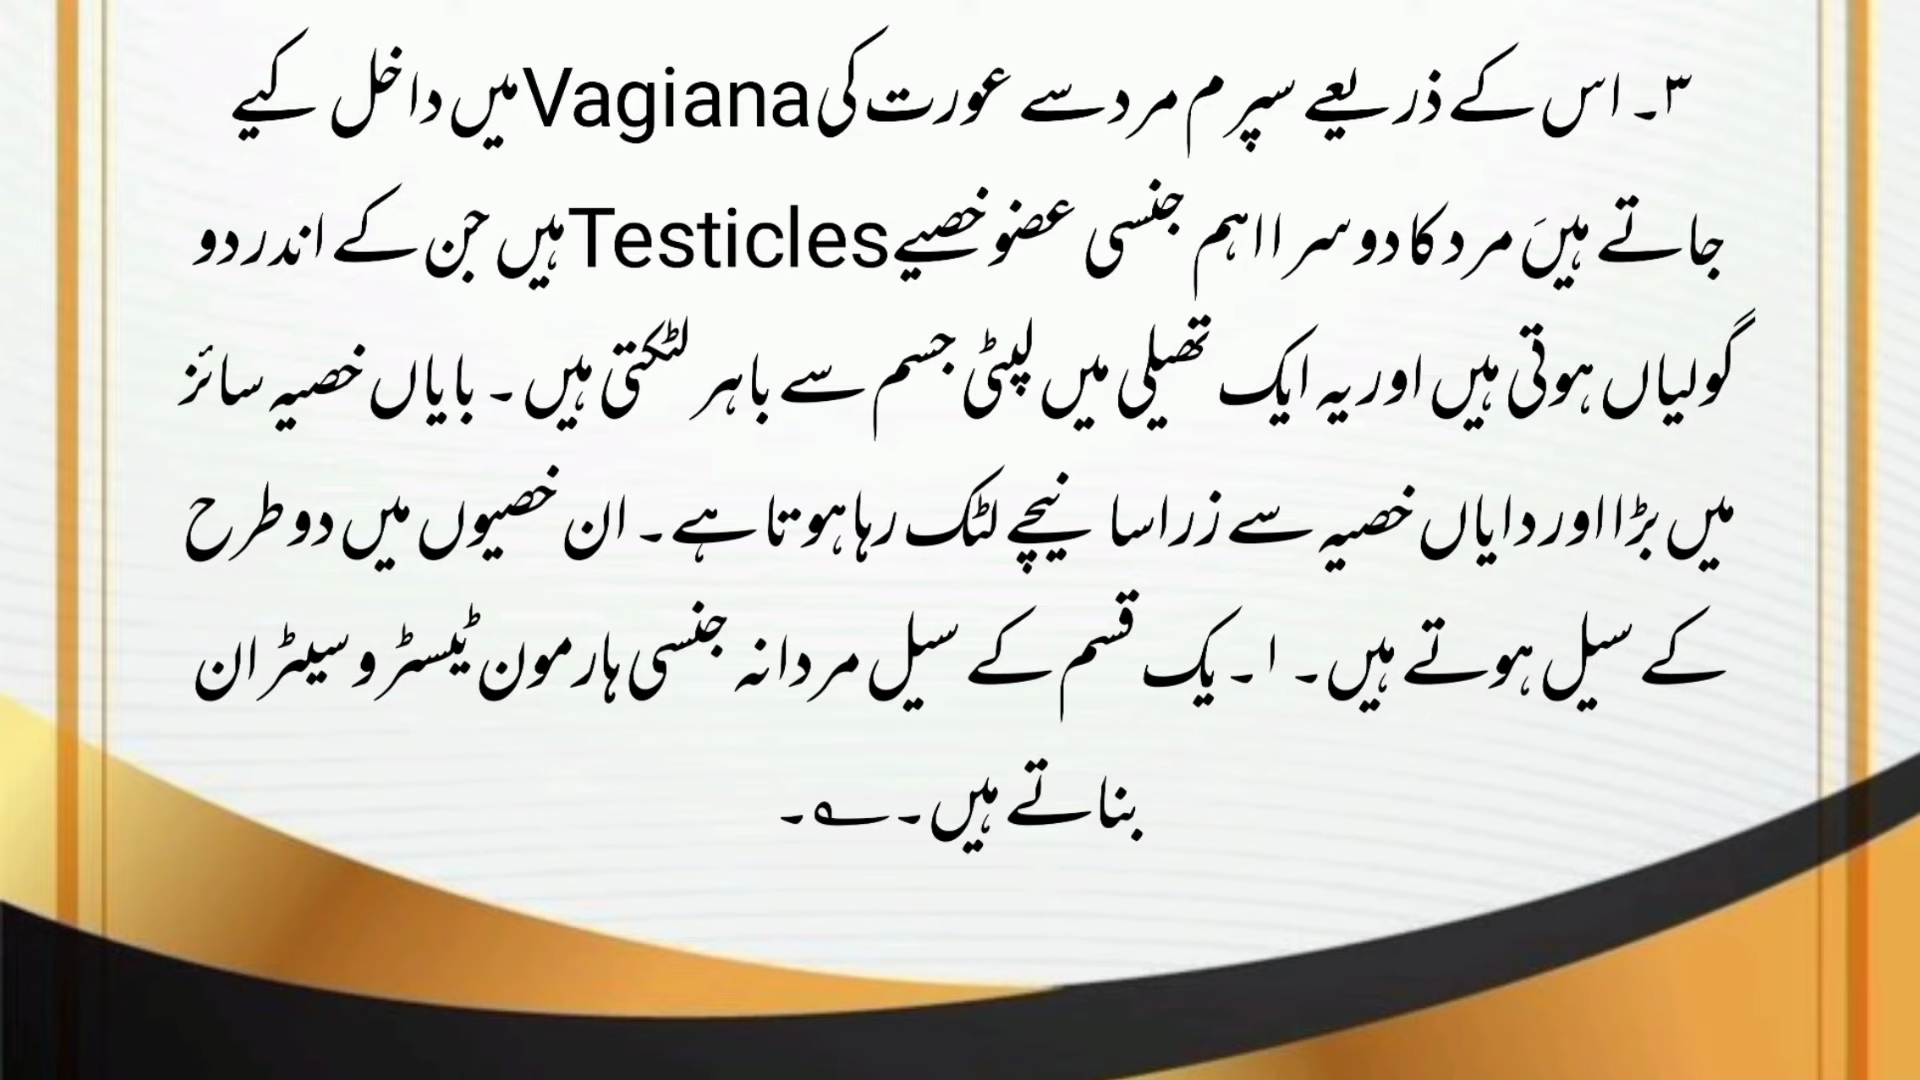 ۳۔ اس کے ذریعے سپرم مرد سے عورت کی Vagiana میں داخل کیے
جاتے ہیںَ مرد کا دوسرا اہم جنسی عضو خصیے Testicles ہیں جن کے اندر دو
گولیاں ہوتی ہیں اور یہ ایک تھیلی میں لپٹی جسم سے باہر لٹکتی ہیں۔ بایاں خصیہ سائز
میں بڑا اور دایاں خصیہ سے زرا سا نیچے لٹک رہا ہوتا ہے۔ ان خصیوں میں دو طرح
کے سیل ہوتے ہیں۔ ا۔یک قسم کے سیل مردانہ جنسی ہارمون ٹیسٹروسیٹران
بناتے ہیں۔؎۔